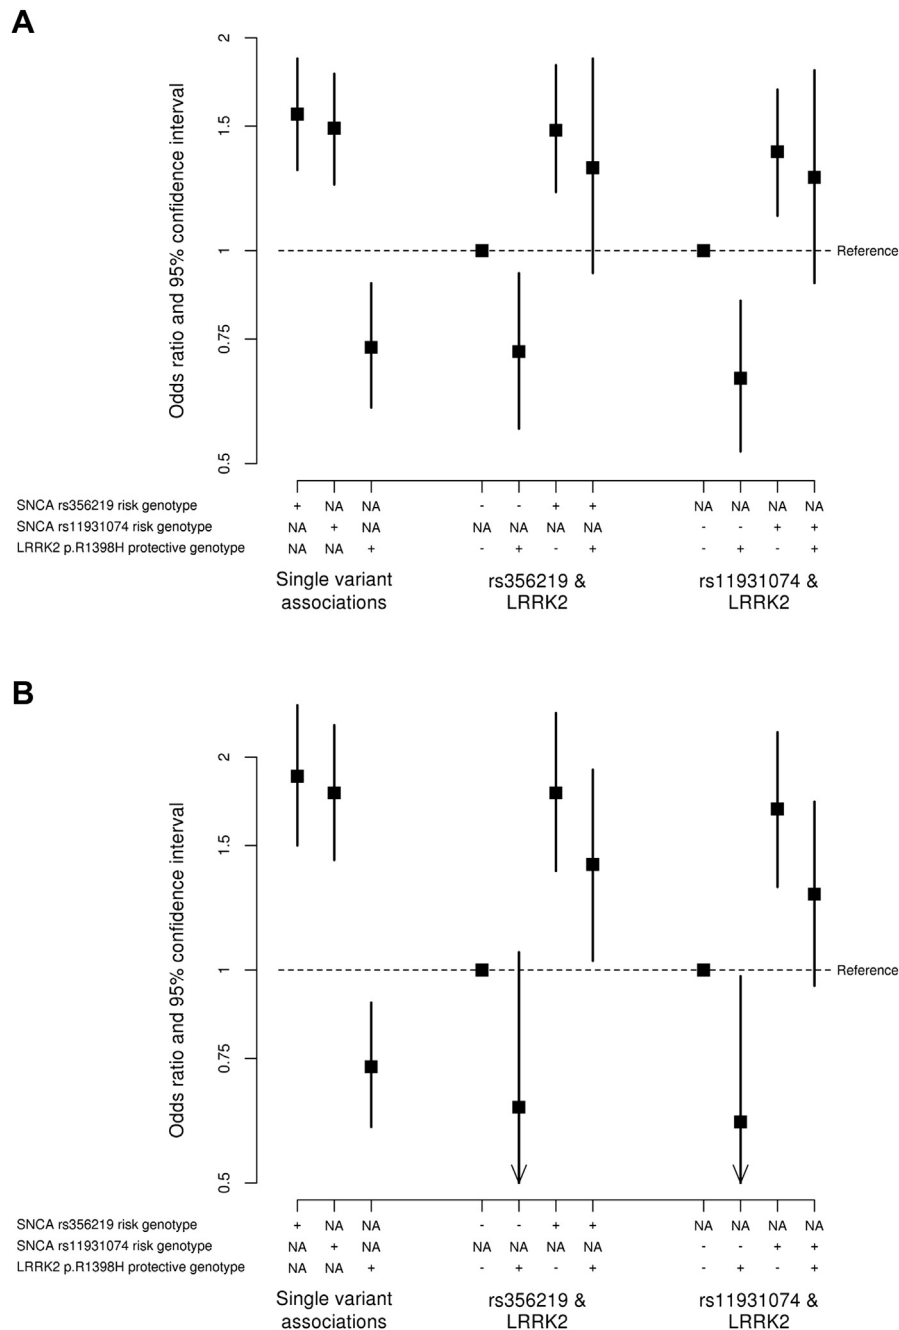 A
Odds ratio and 95% confidence interval
2
1.5
1
0.75
0.5
Reference
SNCA rs356219 risk genotype + NA NA - - + + NA NA NA NA
SNCA rs11931074 risk genotype NA + NA NA NA NA NA - - + +
LRRK2 p.R1398H protective genotype NA NA + - + - + - + - +
Single variant associations
rs356219 & LRRK2
rs11931074 & LRRK2
B
Odds ratio and 95% confidence interval
2
1.5
1
0.75
0.5
Reference
SNCA rs356219 risk genotype + NA NA - - + + NA NA NA NA
SNCA rs11931074 risk genotype NA + NA NA NA NA NA - - + +
LRRK2 p.R1398H protective genotype NA NA + - + - + - + - +
Single variant associations
rs356219 & LRRK2
rs11931074 & LRRK2